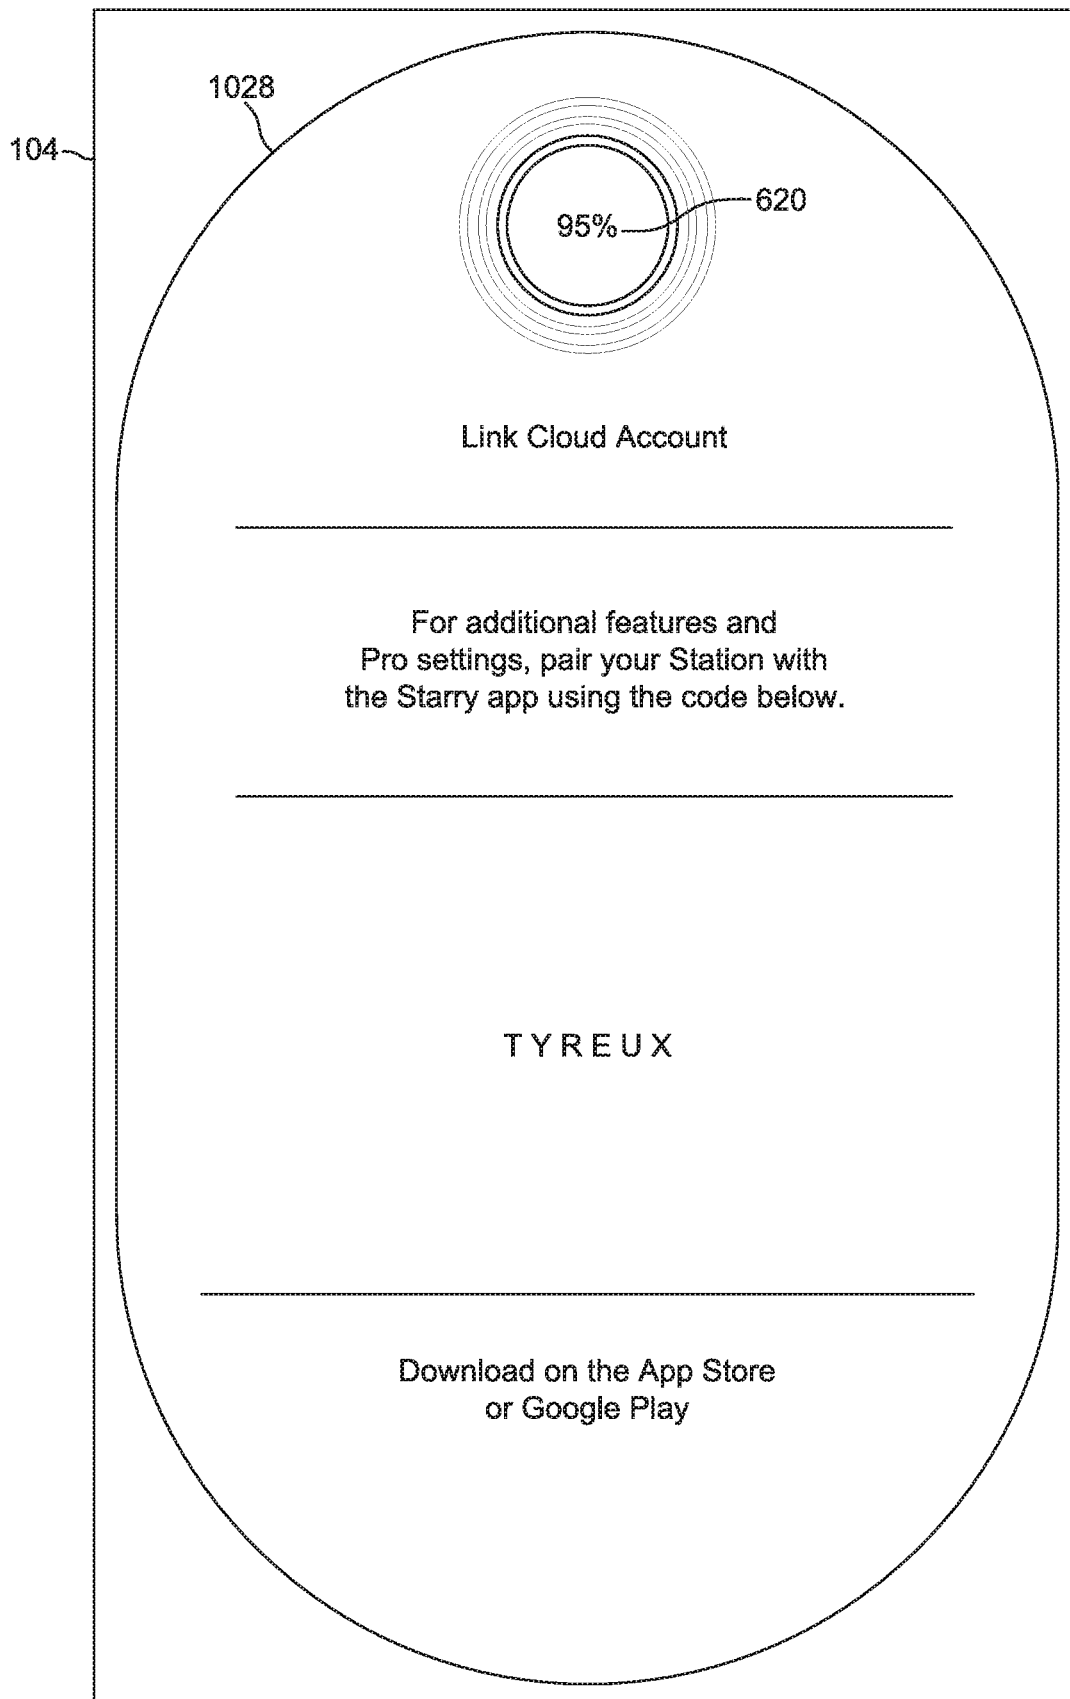 1028
104
620
95%
Link Cloud Account
For additional features and
Pro settings, pair your Station with
the Starry app using the code below.
T Y R E U X
Download on the App Store
or Google Play